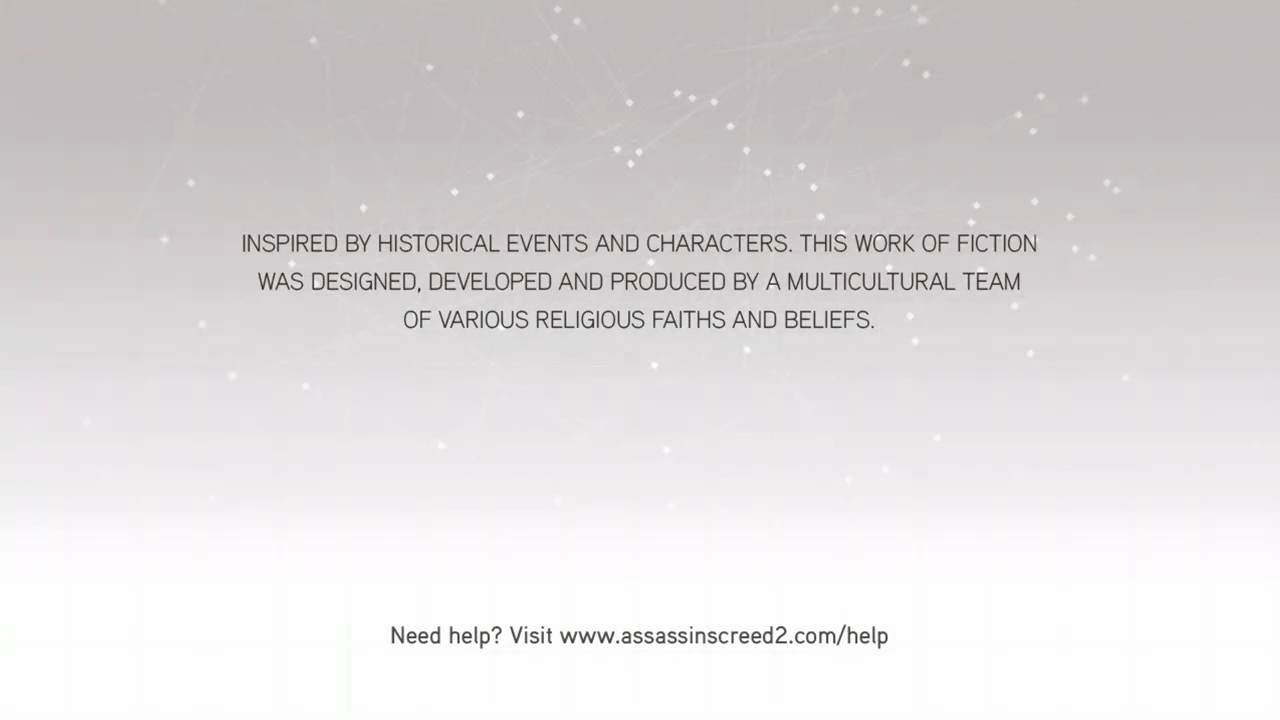 INSPIRED BY HISTORICAL EVENTS AND CHARACTERS. THIS WORK OF FICTION
WAS DESIGNED, DEVELOPED AND PRODUCED BY A MULTICULTURAL TEAM
OF VARIOUS RELIGIOUS FAITHS AND BELIEFS.
Need help? Visit www.assassinscreed2.com/help